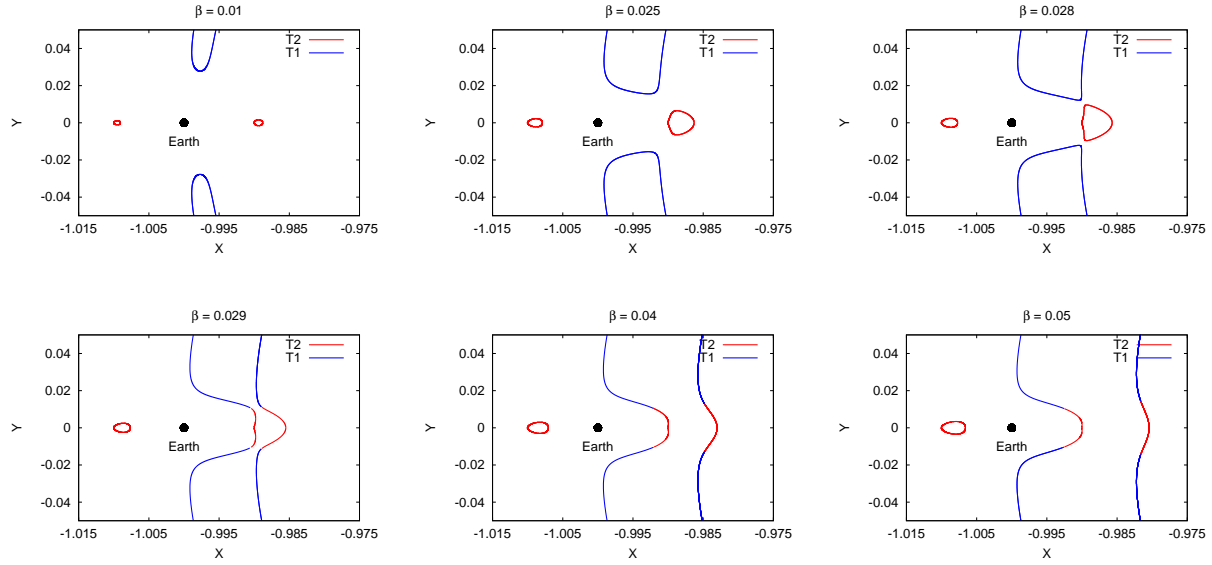 β = 0.01
T2
T1
0.04
0.02
0
-0.02
-0.04
Y
Earth
-1.015
-1.005
-0.995
-0.985
-0.975
X
β = 0.025
T2
T1
0.04
0.02
0
-0.02
-0.04
Y
Earth
-1.015
-1.005
-0.995
-0.985
-0.975
X
β = 0.028
T2
T1
0.04
0.02
0
-0.02
-0.04
Y
Earth
-1.015
-1.005
-0.995
-0.985
-0.975
X
β = 0.029
T2
T1
0.04
0.02
0
-0.02
-0.04
Y
Earth
-1.015
-1.005
-0.995
-0.985
-0.975
X
β = 0.04
T2
T1
0.04
0.02
0
-0.02
-0.04
Y
Earth
-1.015
-1.005
-0.995
-0.985
-0.975
X
β = 0.05
T2
T1
0.04
0.02
0
-0.02
-0.04
Y
Earth
-1.015
-1.005
-0.995
-0.985
-0.975
X